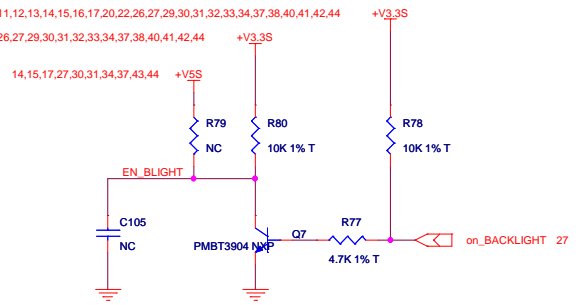 11,12,13,14,15,16,17,20,22,26,27,29,30,31,32,33,34,37,38,40,41,42,44 +V3.3S
26,27,29,30,31,32,33,34,37,38,40,41,42,44 +V3.3S
14,15,17,27,30,31,34,37,43,44 +V5S
R79 R80 R78
NC 10K 1% T 10K 1% T
EN_BLIGHT
C105
NC
PMBT3904 NXP Q7 R77
4.7K 1% T
on_BACKLIGHT 27